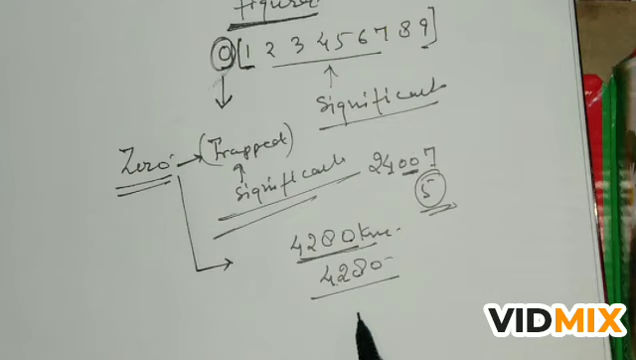 Figures
0 [1 2 3 4 5 6 7 8 9]
Significant
Zero → (Trapped)
Significant 24007
5
4280 km
4280
VIDMIX